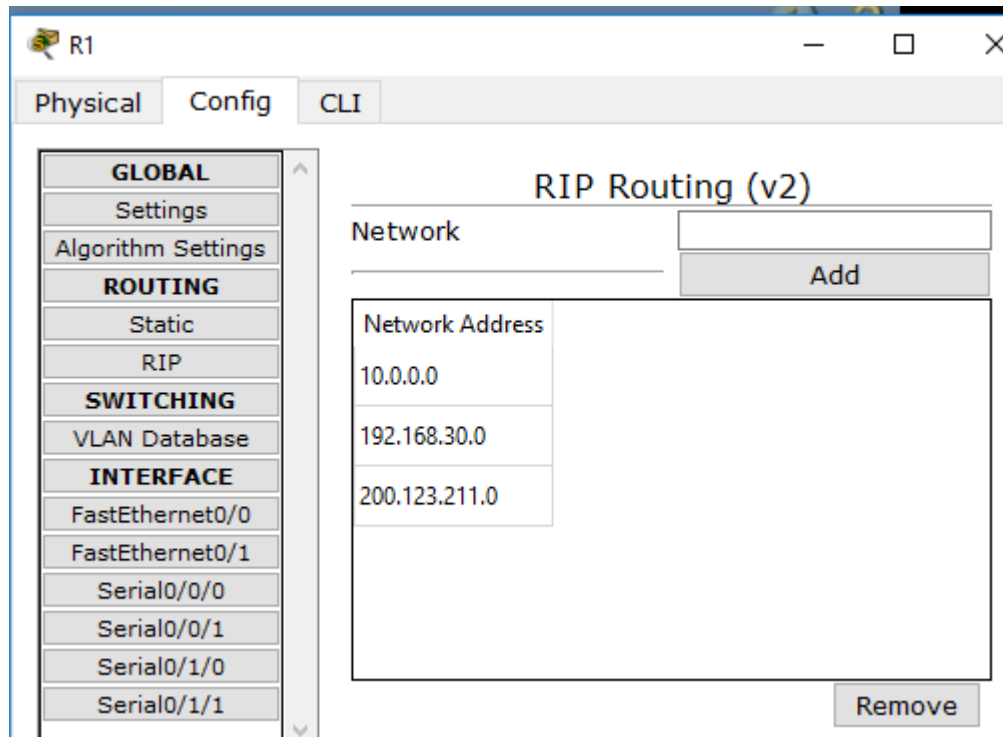 R1
Physical Config CLI
GLOBAL
Settings
Algorithm Settings
ROUTING
Static
RIP
SWITCHING
VLAN Database
INTERFACE
FastEthernet0/0
FastEthernet0/1
Serial0/0/0
Serial0/0/1
Serial0/1/0
Serial0/1/1
RIP Routing (v2)
Network
Add
Network Address
10.0.0.0
192.168.30.0
200.123.211.0
Remove